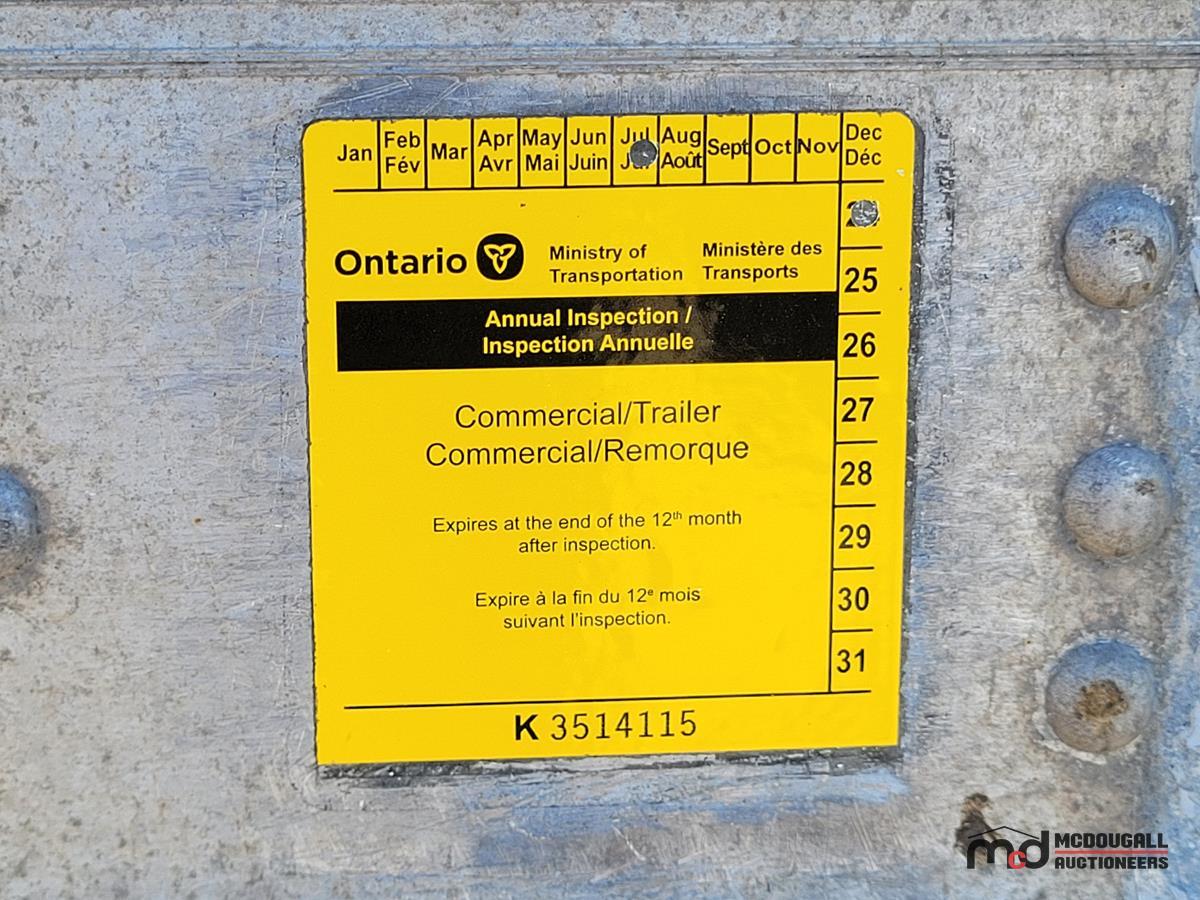 Jan Feb Fév Mar Apr Avr May Mai Jun Juin Jul Aug Août Sept Oct Nov Dec Déc
Ontario Ministry of Transportation Ministère des Transports
Annual Inspection /
Inspection Annuelle
Commercial/Trailer
Commercial/Remorque
Expires at the end of the 12th month
after inspection.
Expire à la fin du 12e mois
suivant l'inspection.
25
26
27
28
29
30
31
K 3514115
mcd MCDOUGALL
AUCTIONEERS